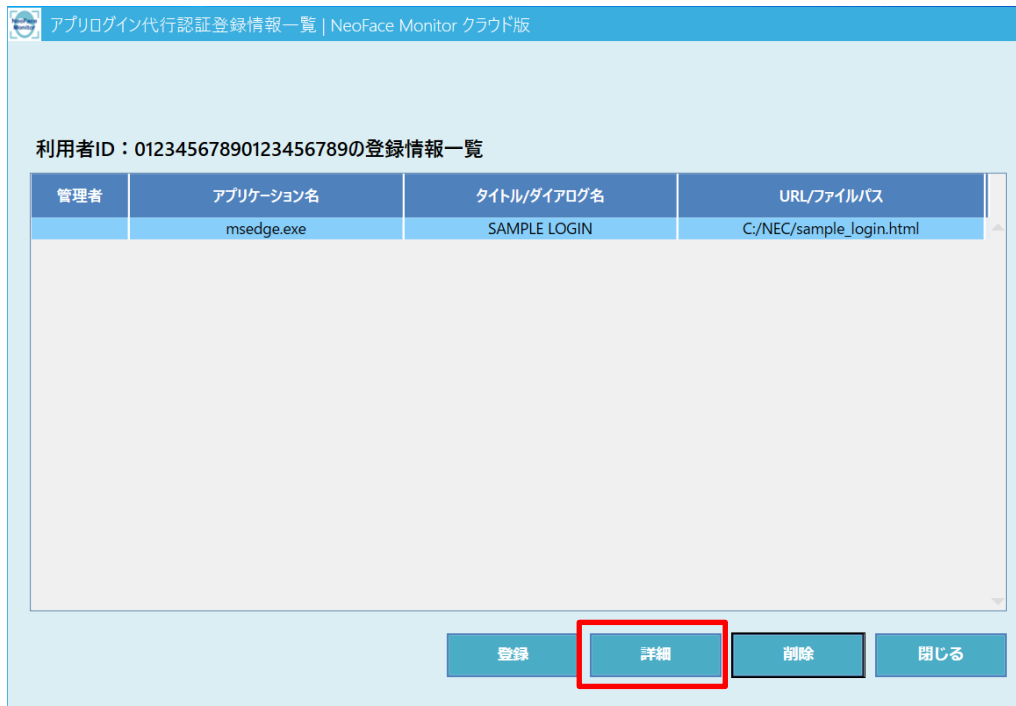 NeoFace Monitor
アプリログイン代行認証登録情報一覧 | NeoFace Monitor クラウド版
利用者ID：01234567890123456789の登録情報一覧
管理者 アプリケーション名 タイトル/ダイアログ名 URL/ファイルパス
msedge.exe SAMPLE LOGIN C:/NEC/sample_login.html
登録 詳細 削除 閉じる